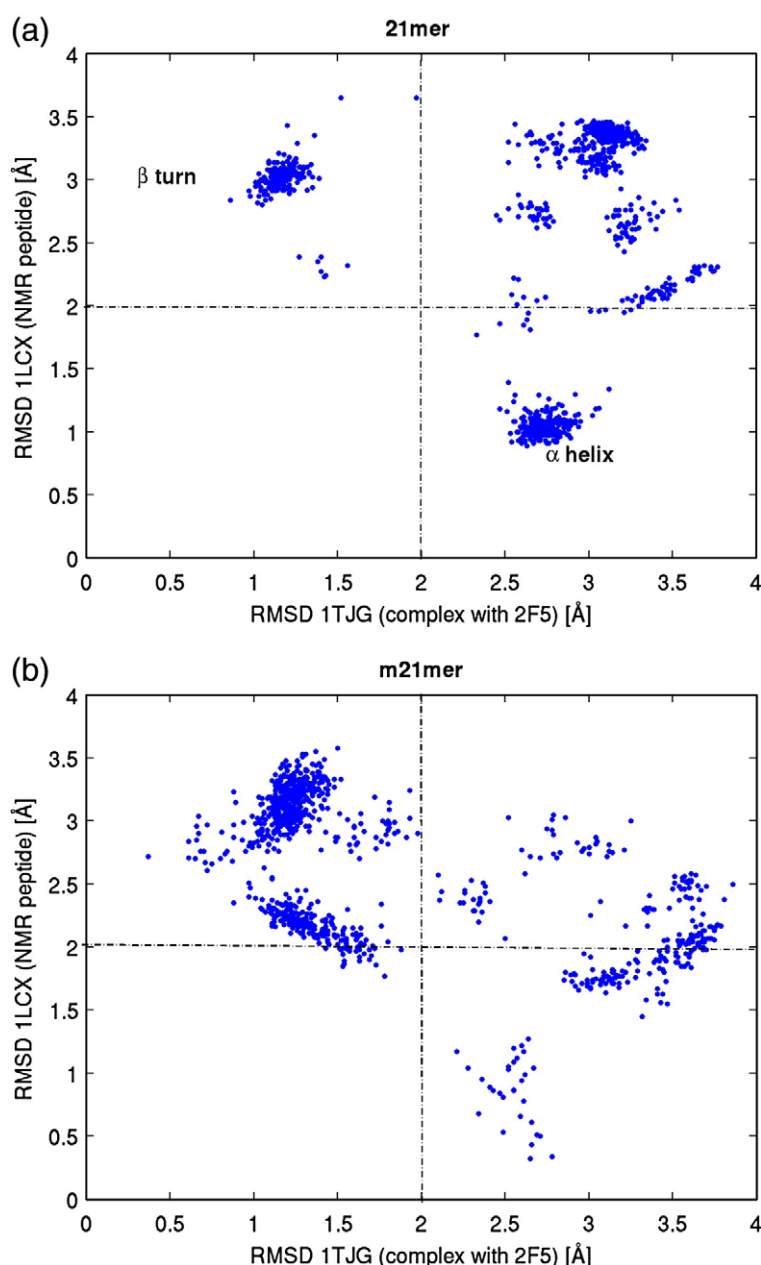 (a)
21mer
4
3.5
3
2.5
2
1.5
1
0.5
0
RMSD 1LCX (NMR peptide) [Å]
β turn
α helix
0 0.5 1 1.5 2 2.5 3 3.5 4
RMSD 1TJG (complex with 2F5) [Å]
(b)
m21mer
4
3.5
3
2.5
2
1.5
1
0.5
0
RMSD 1LCX (NMR peptide) [Å]
0 0.5 1 1.5 2 2.5 3 3.5 4
RMSD 1TJG (complex with 2F5) [Å]